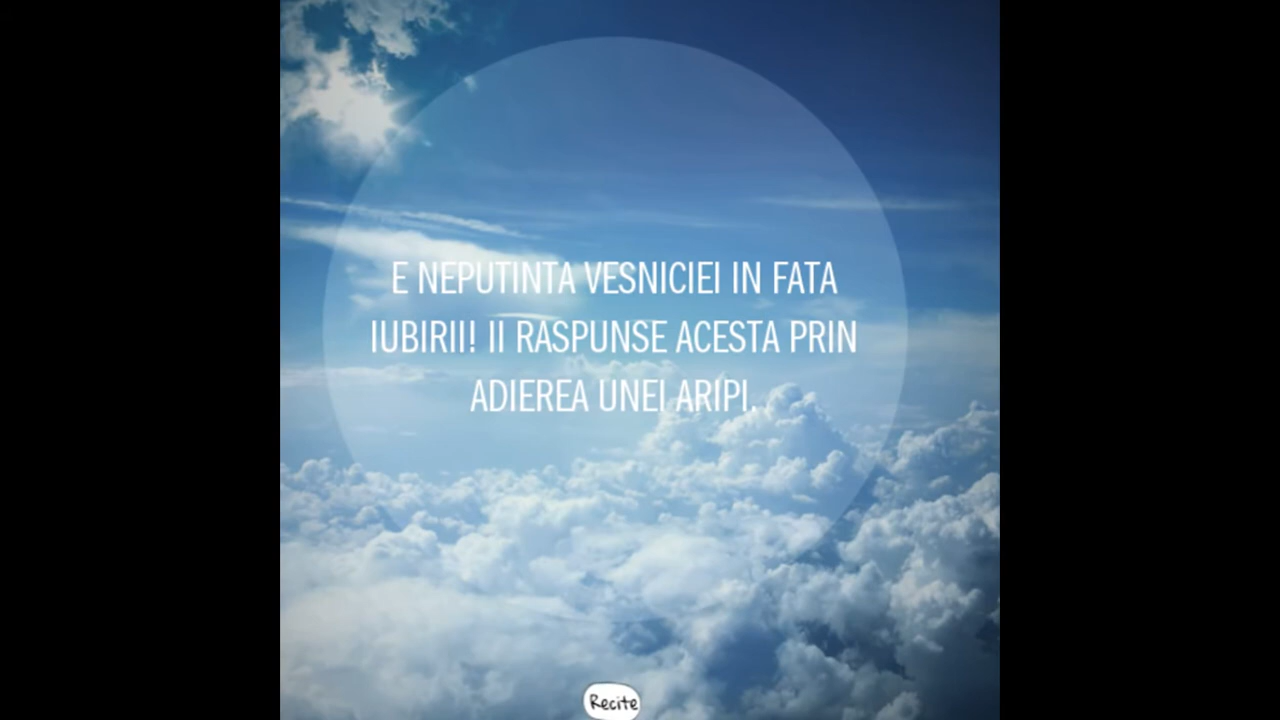 E NEPUTINTA VESNICIEI IN FATA
IUBIRII! II RASPUNSE ACESTA PRIN
ADIEREA UNEI ARIPI.
Recite